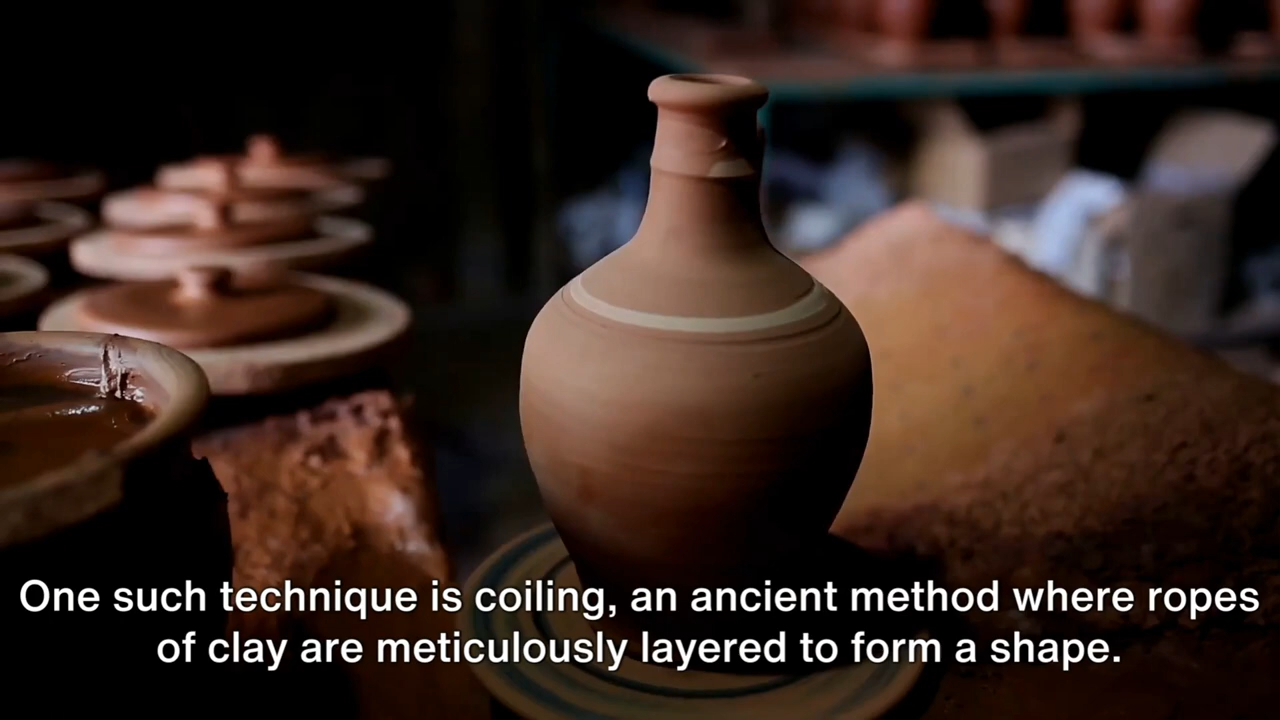 One such technique is coiling, an ancient method where ropes
of clay are meticulously layered to form a shape.